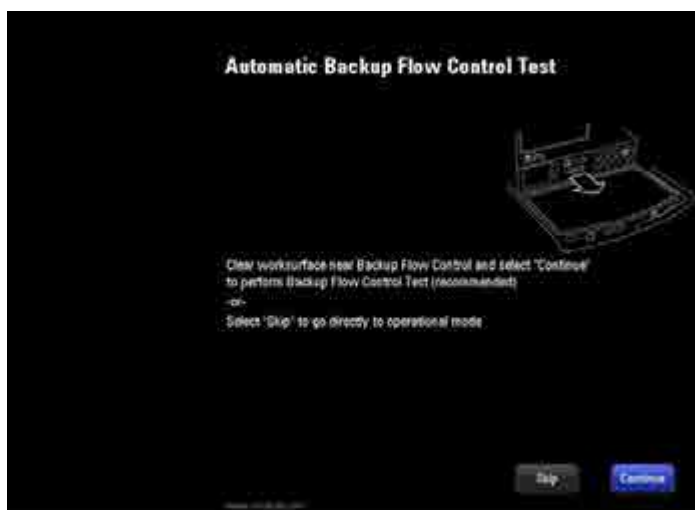 Automatic Backup Flow Control Test
Clear worksurface near Backup Flow Control and select "Continue"
to perform Backup Flow Control Test (recommended)
-or-
Select "Skip" to go directly to operational mode
Skip
Continue